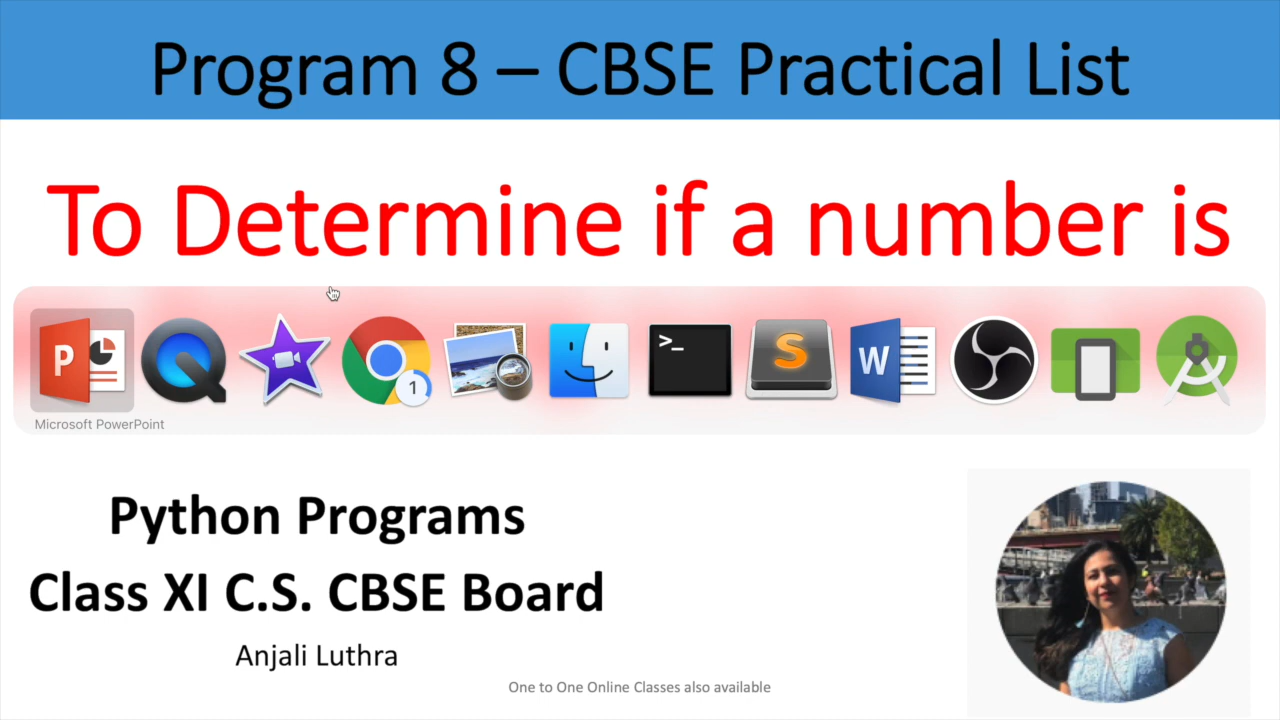 Program 8 – CBSE Practical List
To Determine if a number is
P
1
>_
S
W
Microsoft PowerPoint
Python Programs
Class XI C.S. CBSE Board
Anjali Luthra
One to One Online Classes also available